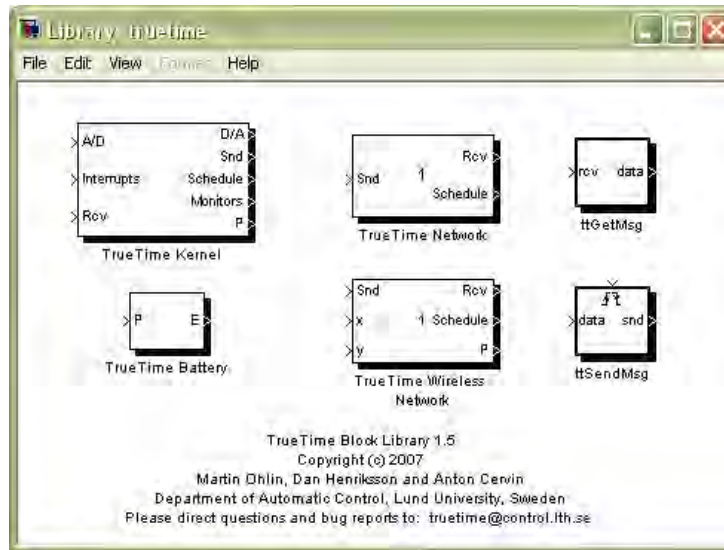 Library: truetime
File Edit View Format Help
A/D
Interrupts
Rcv
D/A
Snd
Schedule
Monitors
P
TrueTime Kernel
Snd
1
Rcv
Schedule
TrueTime Network
rcv data
ttGetMsg
P E
TrueTime Battery
Snd
x
y
1
Rcv
Schedule
P
TrueTime Wireless
Network
data snd
ttSendMsg
TrueTime Block Library 1.5
Copyright (c) 2007
Martin Ohlin, Dan Henriksson and Anton Cervin
Department of Automatic Control, Lund University, Sweden
Please direct questions and bug reports to: truetime@control.lth.se